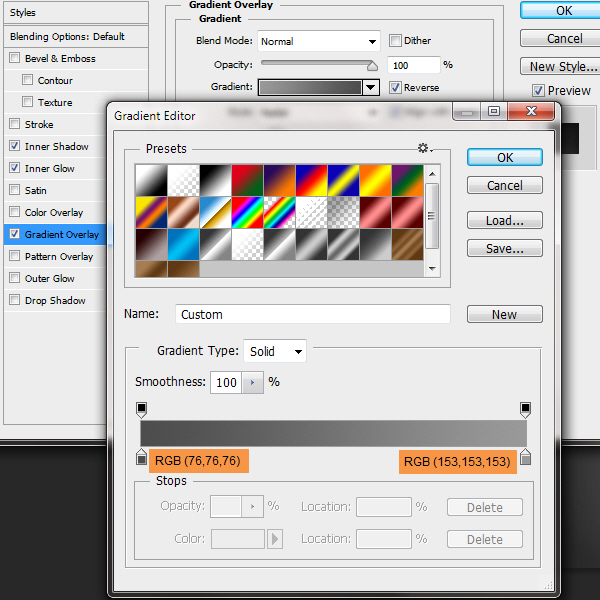 Styles
Blending Options: Default
Bevel & Emboss
Contour
Texture
Stroke
Inner Shadow
Inner Glow
Satin
Color Overlay
Gradient Overlay
Pattern Overlay
Outer Glow
Drop Shadow
Gradient Overlay
Gradient
Blend Mode: Normal Dither
Opacity: 100 %
Gradient: Reverse
OK
Cancel
New Style...
Preview
Gradient Editor
Presets
OK
Cancel
Load...
Save...
Name: Custom
New
Gradient Type: Solid
Smoothness: 100 %
RGB (76,76,76) RGB (153,153,153)
Stops
Opacity: % Location: % Delete
Color: Location: % Delete